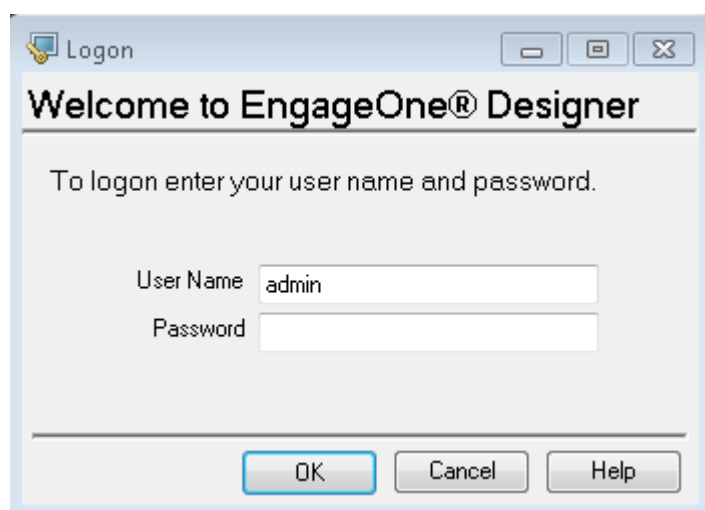 Logon
Welcome to EngageOne® Designer
To logon enter your user name and password.
User Name admin
Password
OK Cancel Help